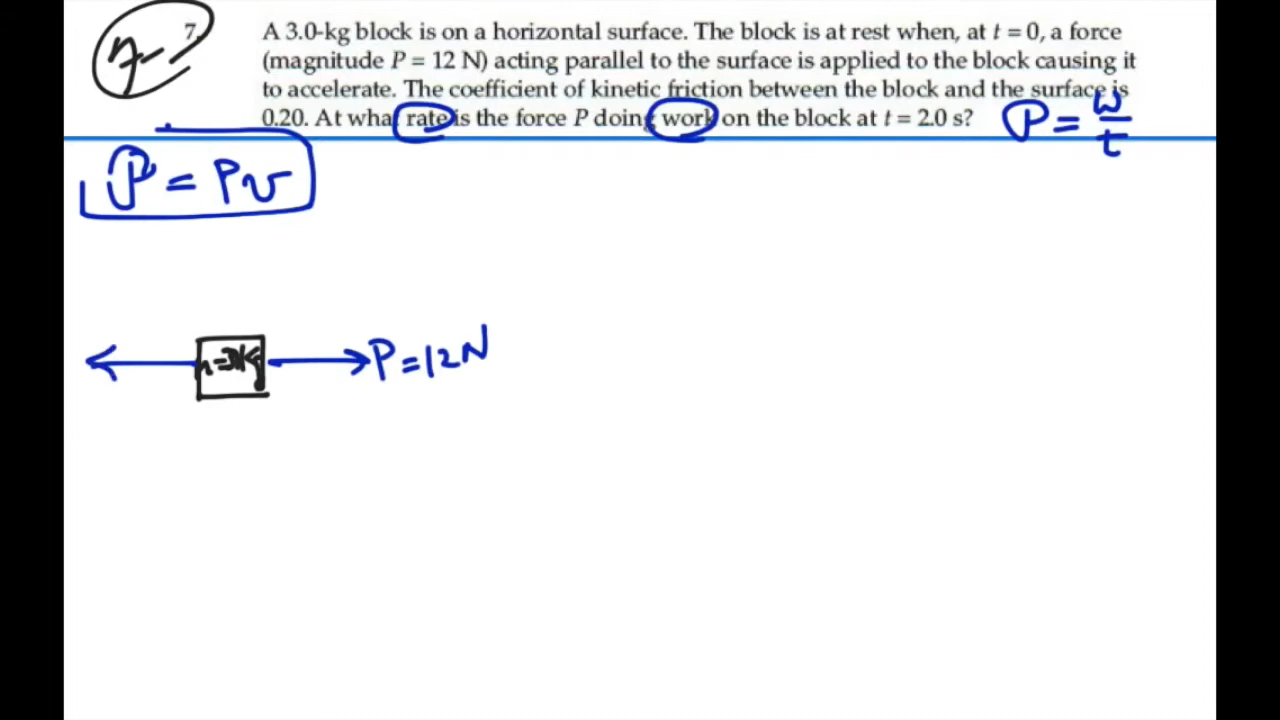 7
7. A 3.0-kg block is on a horizontal surface. The block is at rest when, at t = 0, a force
(magnitude P = 12 N) acting parallel to the surface is applied to the block causing it
to accelerate. The coefficient of kinetic friction between the block and the surface is
0.20. At what rate is the force P doing work on the block at t = 2.0 s?
P = w/t
P = Pv
m=3Kg
P=12N